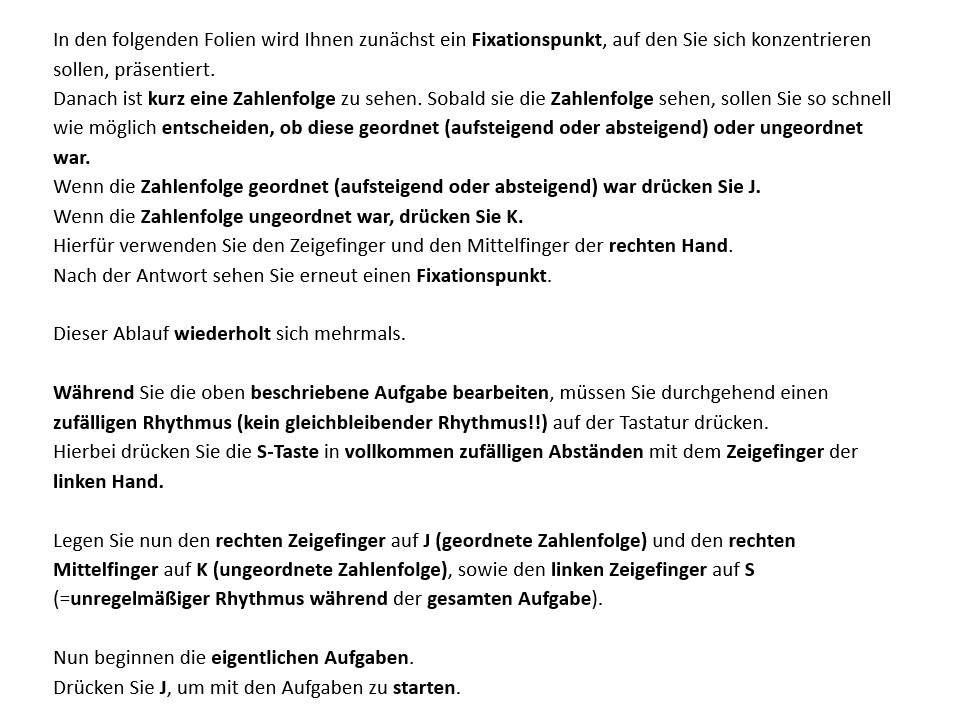 In den folgenden Folien wird Ihnen zunächst ein Fixationspunkt, auf den Sie sich konzentrieren
sollen, präsentiert.
Danach ist kurz eine Zahlenfolge zu sehen. Sobald sie die Zahlenfolge sehen, sollen Sie so schnell
wie möglich entscheiden, ob diese geordnet (aufsteigend oder absteigend) oder ungeordnet
war.
Wenn die Zahlenfolge geordnet (aufsteigend oder absteigend) war drücken Sie J.
Wenn die Zahlenfolge ungeordnet war, drücken Sie K.
Hierfür verwenden Sie den Zeigefinger und den Mittelfinger der rechten Hand.
Nach der Antwort sehen Sie erneut einen Fixationspunkt.
Dieser Ablauf wiederholt sich mehrmals.
Während Sie die oben beschriebene Aufgabe bearbeiten, müssen Sie durchgehend einen
zufälligen Rhythmus (kein gleichbleibender Rhythmus!!) auf der Tastatur drücken.
Hierbei drücken Sie die S-Taste in vollkommen zufälligen Abständen mit dem Zeigefinger der
linken Hand.
Legen Sie nun den rechten Zeigefinger auf J (geordnete Zahlenfolge) und den rechten
Mittelfinger auf K (ungeordnete Zahlenfolge), sowie den linken Zeigefinger auf S
(=unregelmäßiger Rhythmus während der gesamten Aufgabe).
Nun beginnen die eigentlichen Aufgaben.
Drücken Sie J, um mit den Aufgaben zu starten.